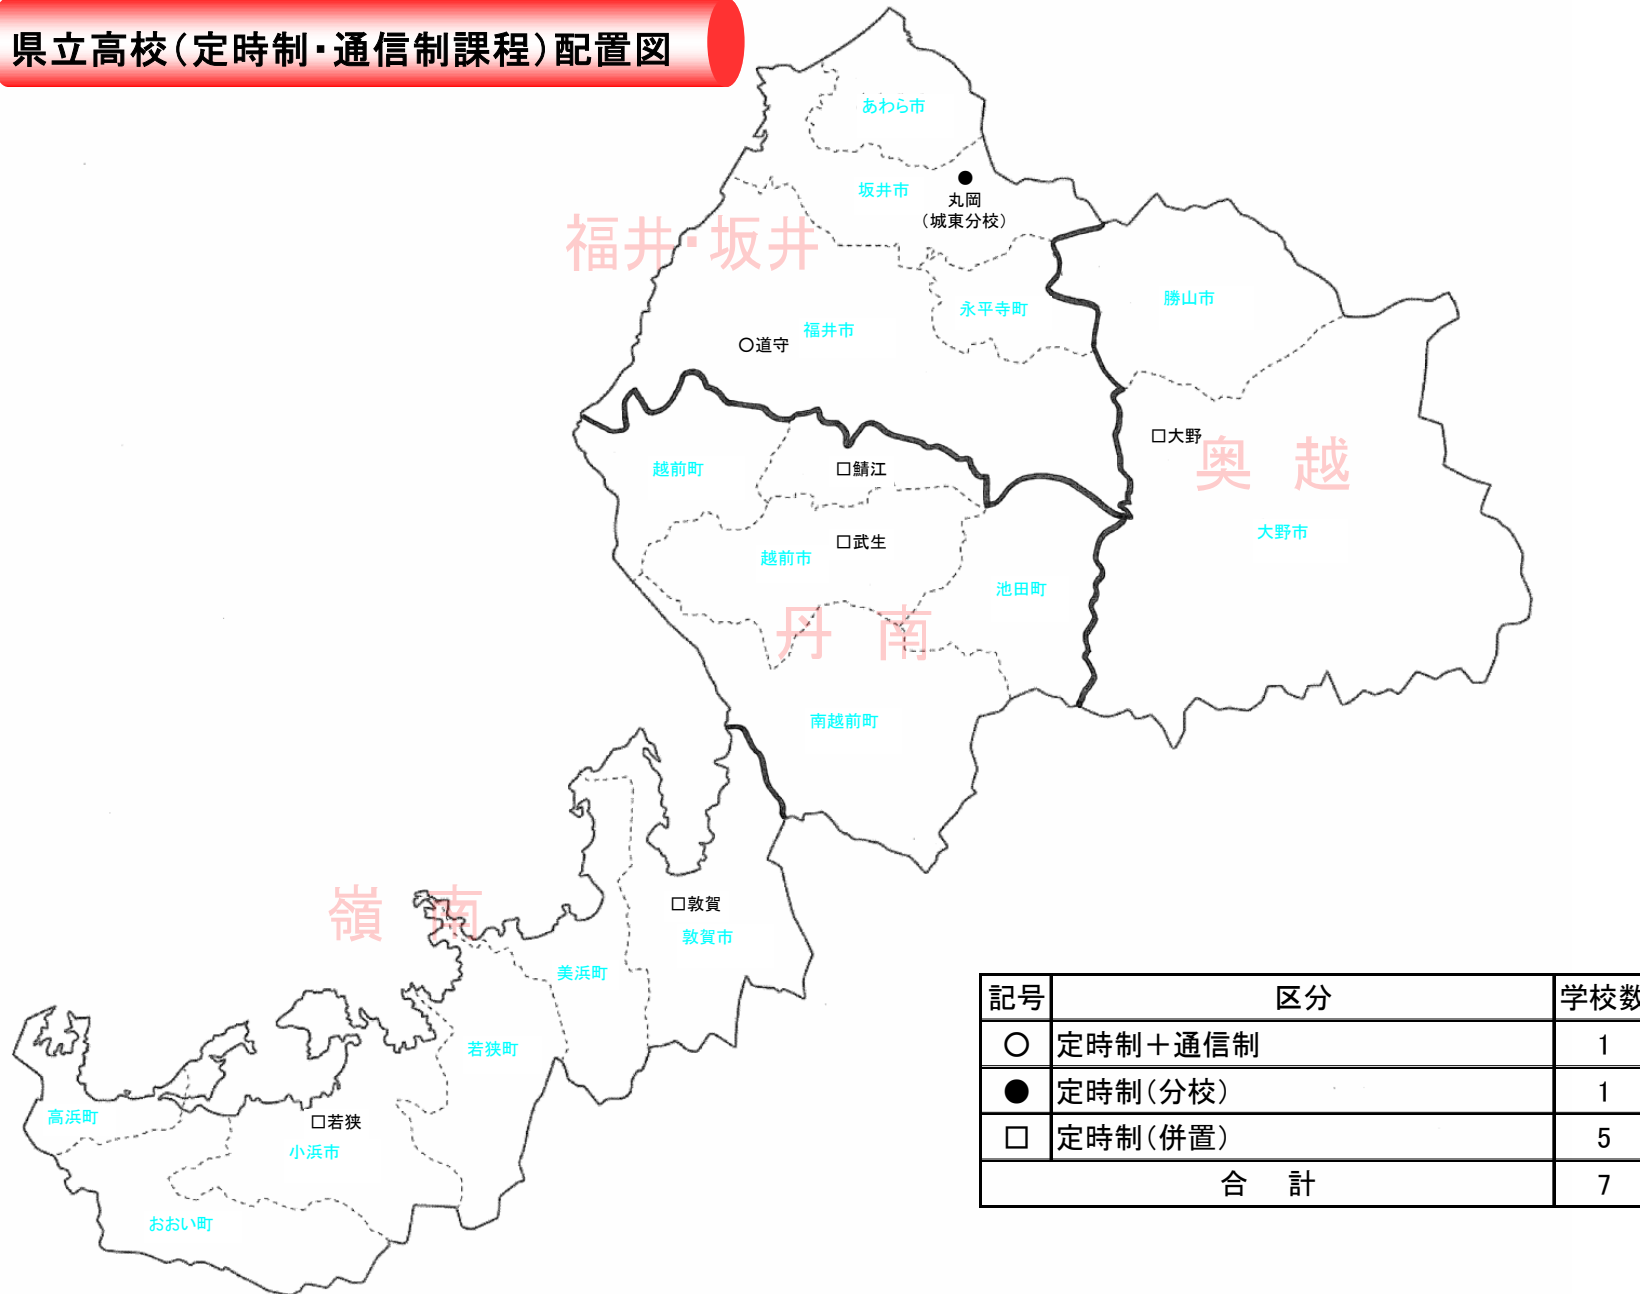 県立高校(定時制・通信制課程)配置図
あわら市
坂井市
●
丸岡
(城東分校)
福井・坂井
勝山市
永平寺町
福井市
○道守
□大野
奥 越
越前町
□鯖江
大野市
□武生
越前市
池田町
丹 南
南越前町
□敦賀
嶺 南
敦賀市
美浜町
若狭町
高浜町
□若狭
小浜市
おおい町
記号 区分 学校数
○ 定時制+通信制 1
● 定時制(分校) 1
□ 定時制(併置) 5
合 計 7